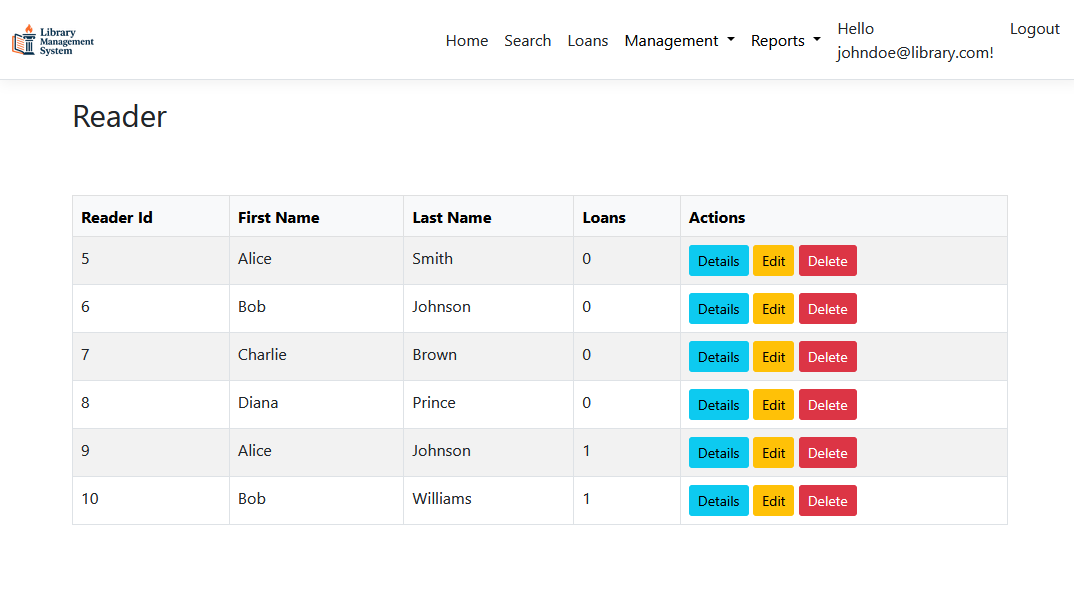 Library
Management
System
Home Search Loans Management Reports Hello johndoe@library.com! Logout
Reader
Reader Id First Name Last Name Loans Actions
5 Alice Smith 0 Details Edit Delete
6 Bob Johnson 0 Details Edit Delete
7 Charlie Brown 0 Details Edit Delete
8 Diana Prince 0 Details Edit Delete
9 Alice Johnson 1 Details Edit Delete
10 Bob Williams 1 Details Edit Delete